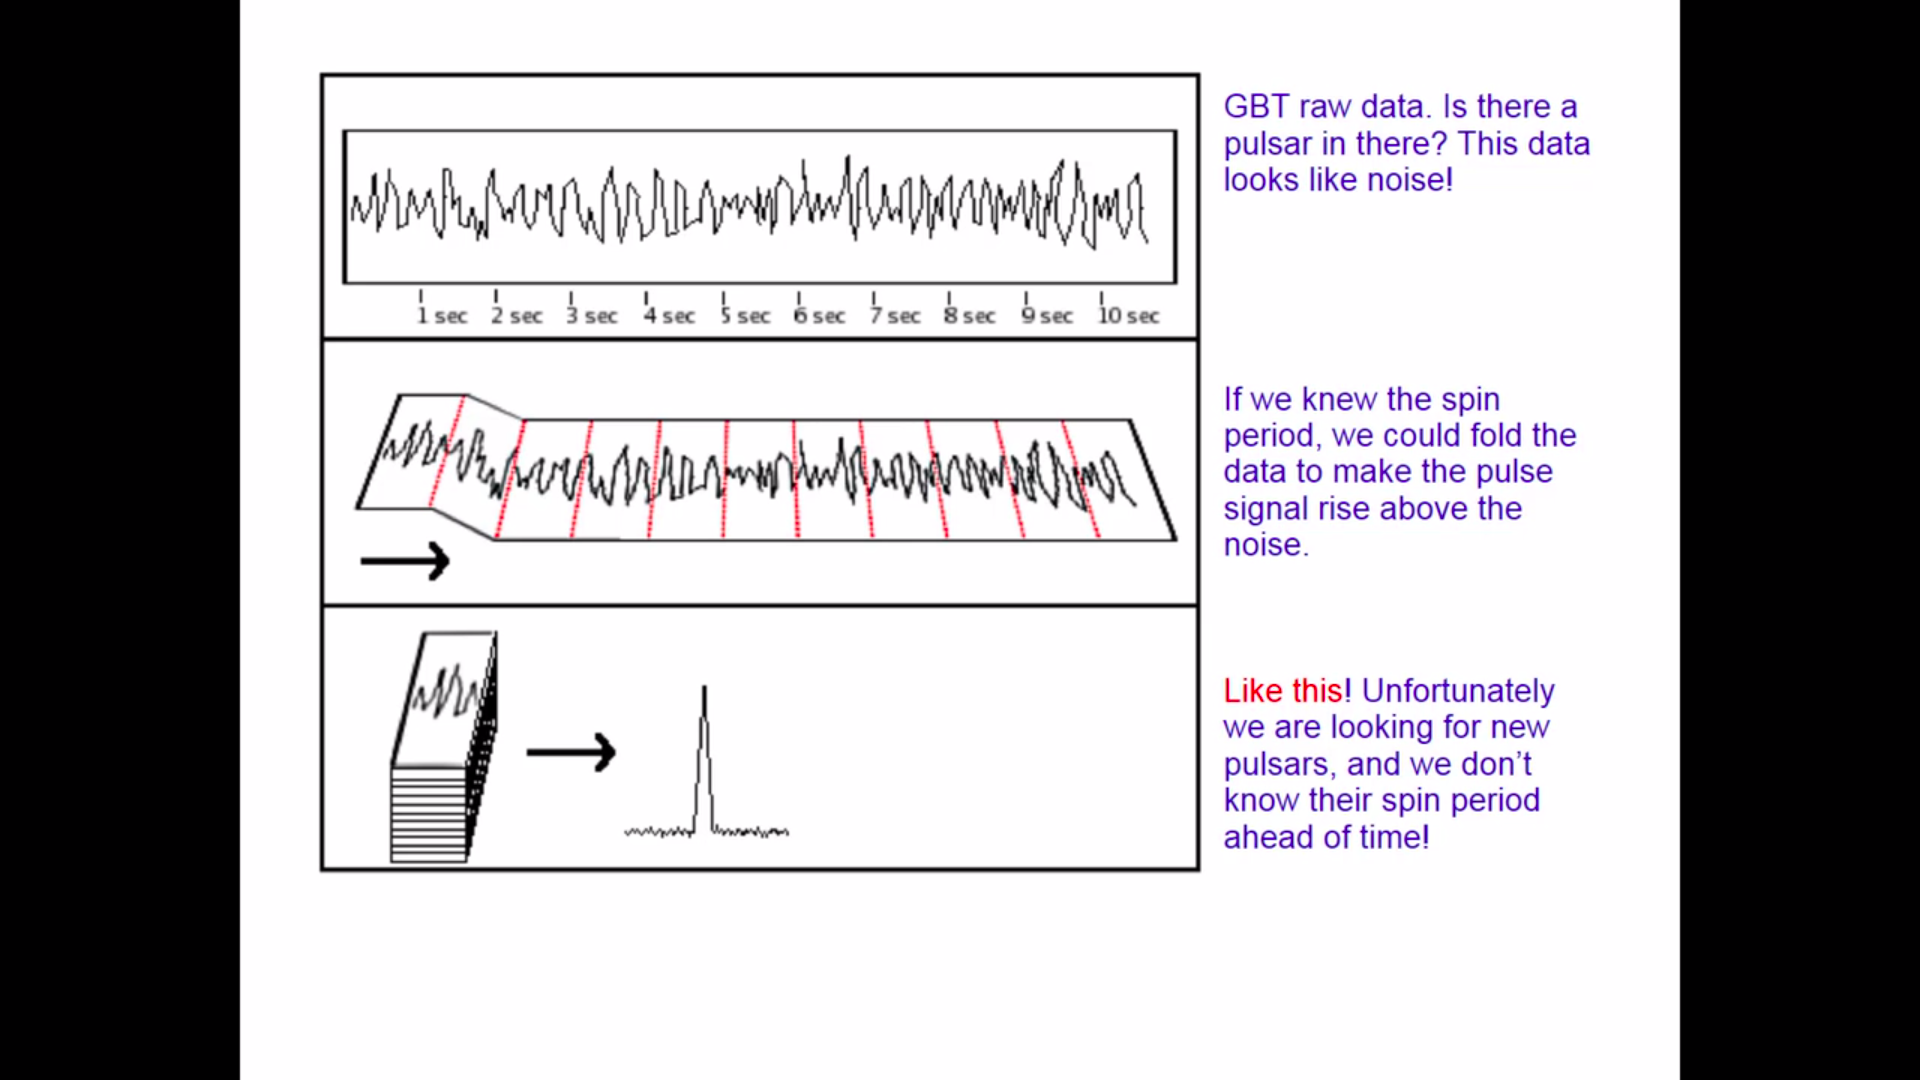 GBT raw data. Is there a
pulsar in there? This data
looks like noise!
1 sec 2 sec 3 sec 4 sec 5 sec 6 sec 7 sec 8 sec 9 sec 10 sec
If we knew the spin
period, we could fold the
data to make the pulse
signal rise above the
noise.
Like this! Unfortunately
we are looking for new
pulsars, and we don’t
know their spin period
ahead of time!